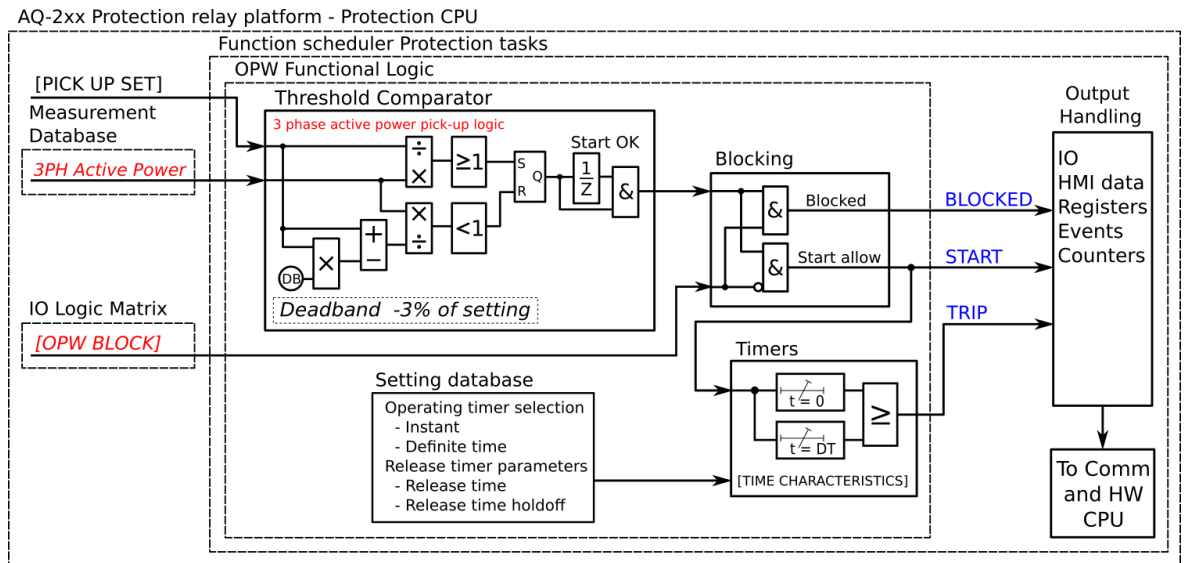 AQ-2xx Protection relay platform - Protection CPU
Function scheduler Protection tasks
OPW Functional Logic
[PICK UP SET]
Measurement
Database
3PH Active Power
Threshold Comparator
3 phase active power pick-up logic
÷
×
≥1
S
Q
R
Start OK
1
Z
&
×
÷
<1
+
−
×
DB
Deadband -3% of setting
Blocking
&
Blocked
&
Start allow
BLOCKED
START
TRIP
Output
Handling
IO
HMI data
Registers
Events
Counters
IO Logic Matrix
[OPW BLOCK]
Setting database
Operating timer selection
- Instant
- Definite time
Release timer parameters
- Release time
- Release time holdoff
Timers
t = 0
t = DT
≥
[TIME CHARACTERISTICS]
To Comm
and HW
CPU